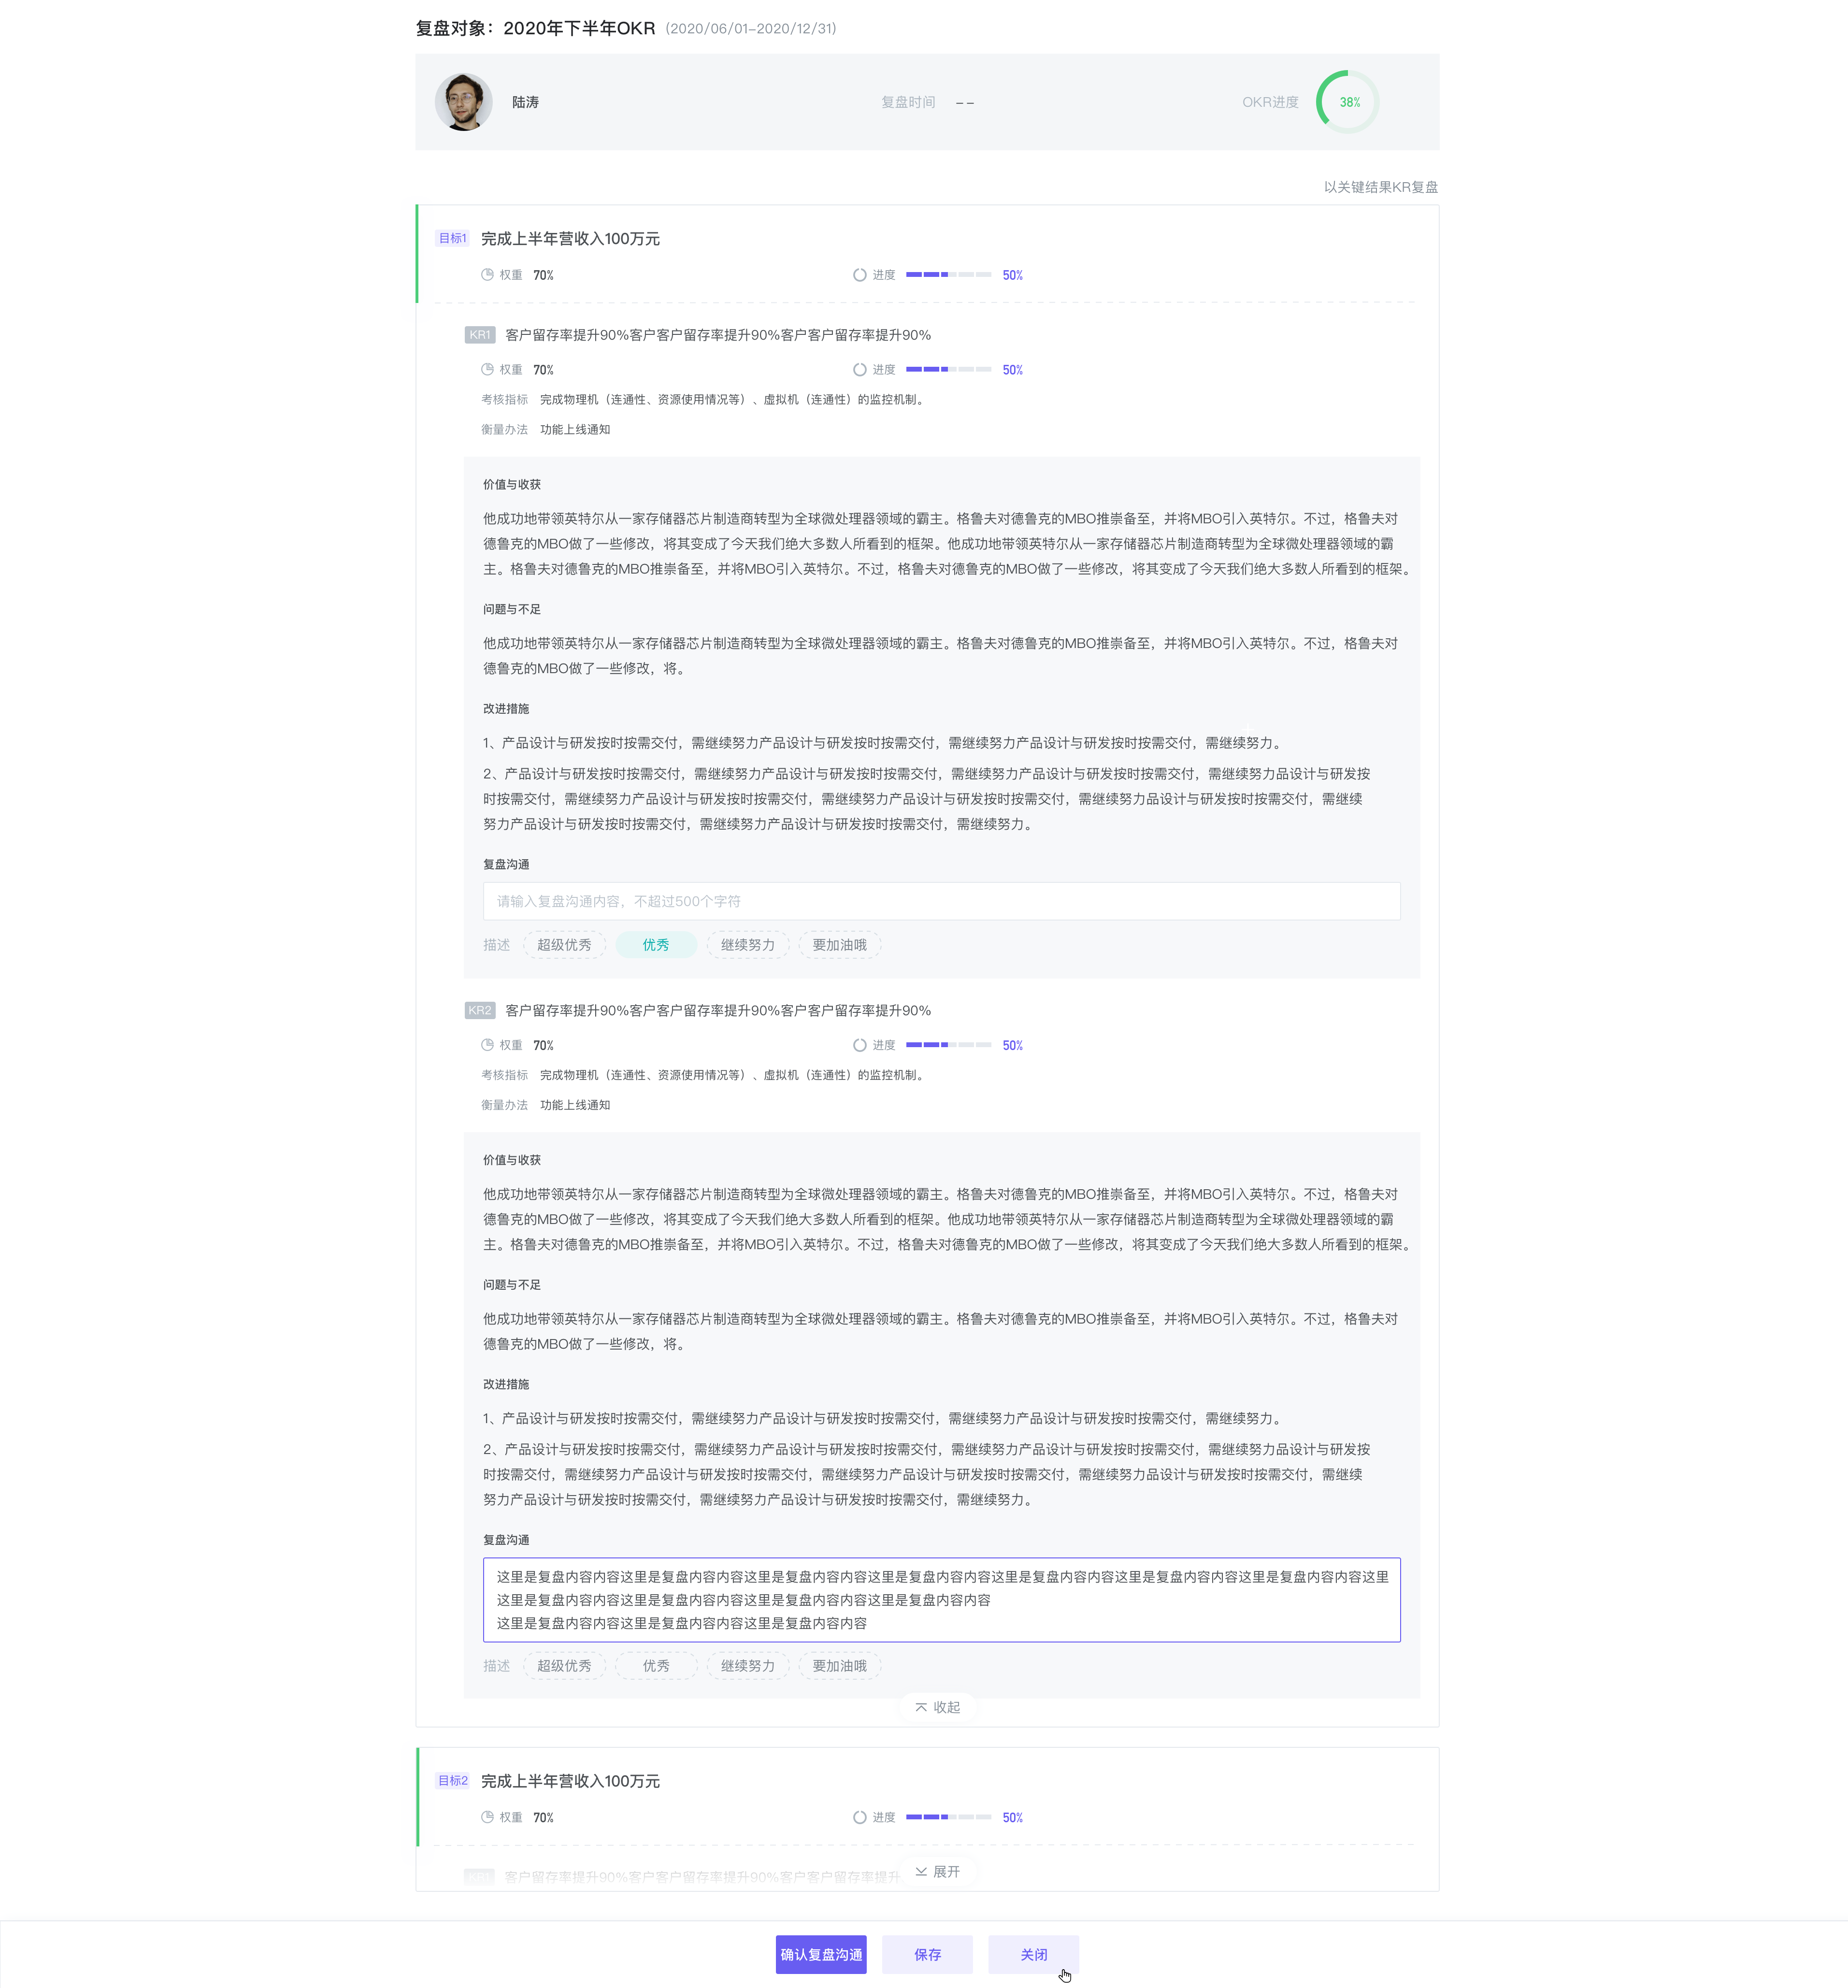 复盘对象：2020年下半年OKR (2020/06/01-2020/12/31)
陆涛 复盘时间 -- OKR进度 38%
以关键结果KR复盘
目标1 完成上半年营收入100万元
权重 70% 进度 50%
KR1 客户留存率提升90%客户客户留存率提升90%客户客户留存率提升90%
权重 70% 进度 50%
考核指标 完成物理机（连通性、资源使用情况等）、虚拟机（连通性）的监控机制。
衡量办法 功能上线通知
价值与收获
他成功地带领英特尔从一家存储器芯片制造商转型为全球微处理器领域的霸主。格鲁夫对德鲁克的MBO推崇备至，并将MBO引入英特尔。不过，格鲁夫对
德鲁克的MBO做了一些修改，将其变成了今天我们绝大多数人所看到的框架。他成功地带领英特尔从一家存储器芯片制造商转型为全球微处理器领域的霸
主。格鲁夫对德鲁克的MBO推崇备至，并将MBO引入英特尔。不过，格鲁夫对德鲁克的MBO做了一些修改，将其变成了今天我们绝大多数人所看到的框架。
问题与不足
他成功地带领英特尔从一家存储器芯片制造商转型为全球微处理器领域的霸主。格鲁夫对德鲁克的MBO推崇备至，并将MBO引入英特尔。不过，格鲁夫对
德鲁克的MBO做了一些修改，将。
改进措施
1、产品设计与研发按时按需交付，需继续努力产品设计与研发按时按需交付，需继续努力产品设计与研发按时按需交付，需继续努力。
2、产品设计与研发按时按需交付，需继续努力产品设计与研发按时按需交付，需继续努力产品设计与研发按时按需交付，需继续努力品设计与研发按
时按需交付，需继续努力产品设计与研发按时按需交付，需继续努力产品设计与研发按时按需交付，需继续努力品设计与研发按时按需交付，需继续
努力产品设计与研发按时按需交付，需继续努力产品设计与研发按时按需交付，需继续努力。
复盘沟通
请输入复盘沟通内容，不超过500个字符
描述 超级优秀 优秀 继续努力 要加油哦
KR2 客户留存率提升90%客户客户留存率提升90%客户客户留存率提升90%
权重 70% 进度 50%
考核指标 完成物理机（连通性、资源使用情况等）、虚拟机（连通性）的监控机制。
衡量办法 功能上线通知
价值与收获
他成功地带领英特尔从一家存储器芯片制造商转型为全球微处理器领域的霸主。格鲁夫对德鲁克的MBO推崇备至，并将MBO引入英特尔。不过，格鲁夫对
德鲁克的MBO做了一些修改，将其变成了今天我们绝大多数人所看到的框架。他成功地带领英特尔从一家存储器芯片制造商转型为全球微处理器领域的霸
主。格鲁夫对德鲁克的MBO推崇备至，并将MBO引入英特尔。不过，格鲁夫对德鲁克的MBO做了一些修改，将其变成了今天我们绝大多数人所看到的框架。
问题与不足
他成功地带领英特尔从一家存储器芯片制造商转型为全球微处理器领域的霸主。格鲁夫对德鲁克的MBO推崇备至，并将MBO引入英特尔。不过，格鲁夫对
德鲁克的MBO做了一些修改，将。
改进措施
1、产品设计与研发按时按需交付，需继续努力产品设计与研发按时按需交付，需继续努力产品设计与研发按时按需交付，需继续努力。
2、产品设计与研发按时按需交付，需继续努力产品设计与研发按时按需交付，需继续努力产品设计与研发按时按需交付，需继续努力品设计与研发按
时按需交付，需继续努力产品设计与研发按时按需交付，需继续努力产品设计与研发按时按需交付，需继续努力品设计与研发按时按需交付，需继续
努力产品设计与研发按时按需交付，需继续努力产品设计与研发按时按需交付，需继续努力。
复盘沟通
这里是复盘内容内容这里是复盘内容内容这里是复盘内容内容这里是复盘内容内容这里是复盘内容内容这里是复盘内容内容这里是复盘内容内容这里
这里是复盘内容内容这里是复盘内容内容这里是复盘内容内容这里是复盘内容内容
这里是复盘内容内容这里是复盘内容内容这里是复盘内容内容
描述 超级优秀 优秀 继续努力 要加油哦
收起
目标2 完成上半年营收入100万元
权重 70% 进度 50%
客户留存率提升90%客户客户留存率提升90%客户客户留存率提升
展开
确认复盘沟通 保存 关闭